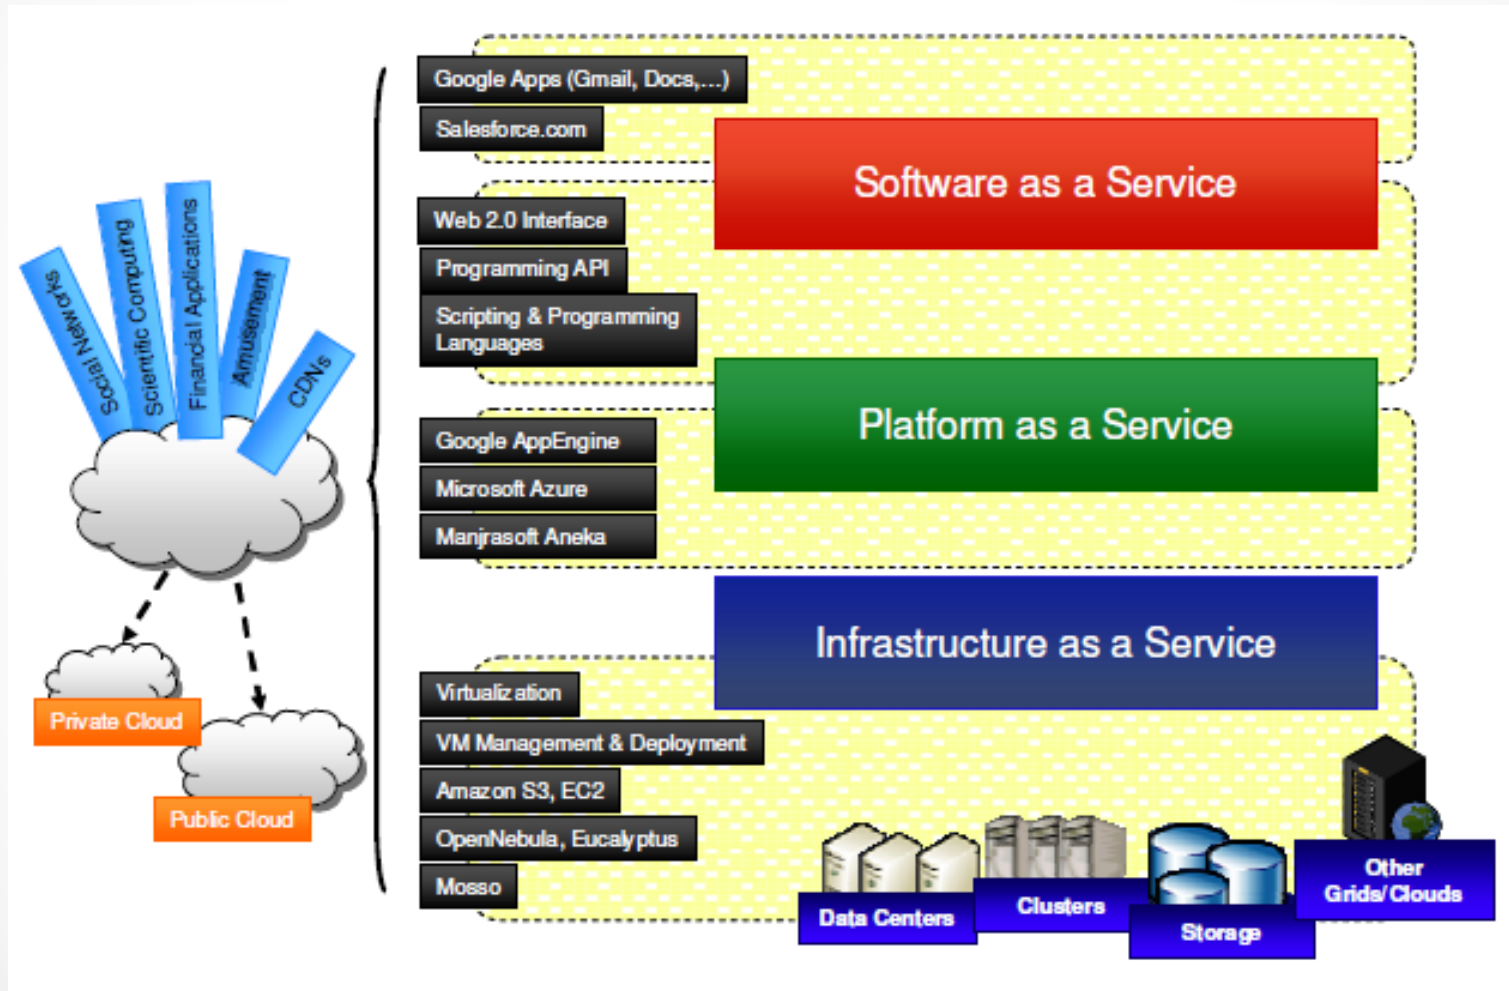 Google Apps (Gmail, Docs,...)
Salesforce.com
Software as a Service
Web 2.0 Interface
Programming API
Scripting & Programming
Languages
Platform as a Service
Google AppEngine
Microsoft Azure
Manjrasoft Aneka
Infrastructure as a Service
Virtualization
VM Management & Deployment
Amazon S3, EC2
OpenNebula, Eucalyptus
Mosso
Data Centers
Clusters
Storage
Other
Grids/Clouds
Social Networks
Scientific Computing
Financial Applications
Amusement
CDNs
Private Cloud
Public Cloud